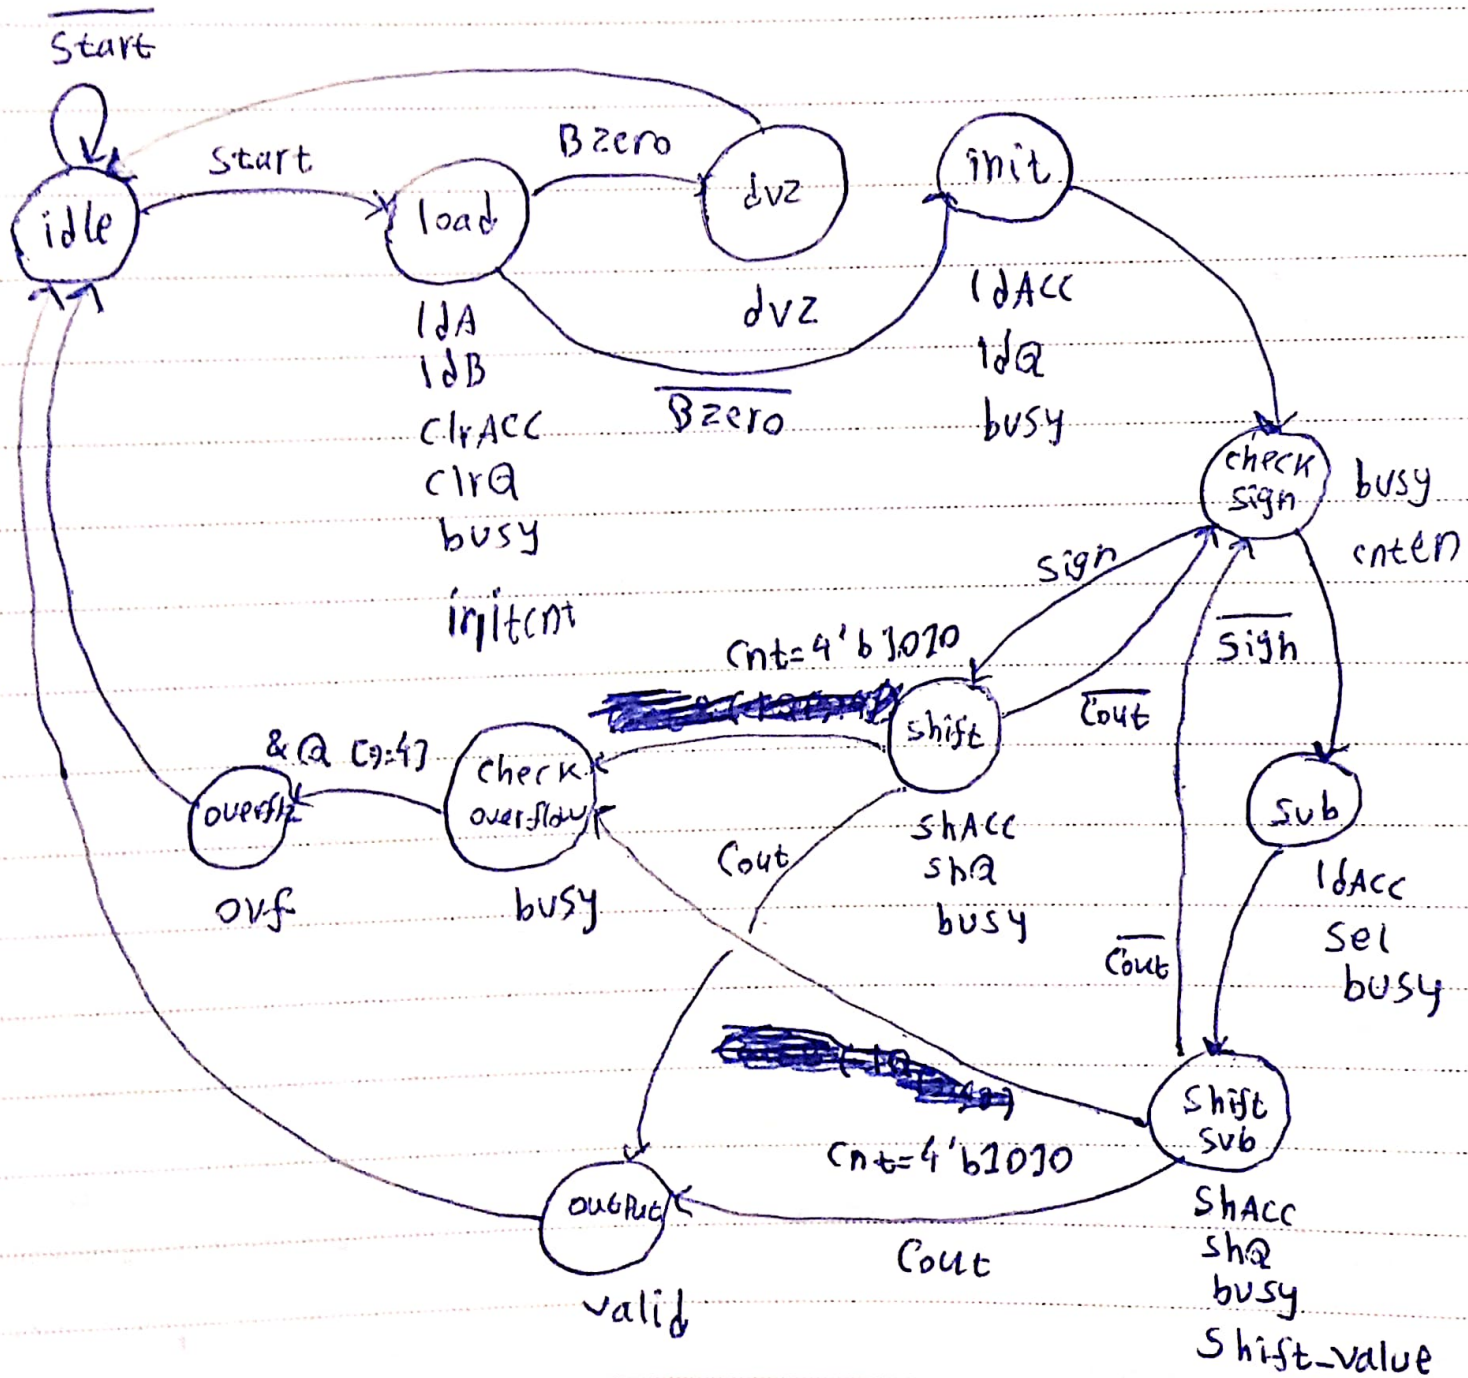 Start
Start
idle
load
ldA
ldB
clrACC
clrQ
busy
initcnt
Bzero
dvz
dvz
Bzero
init
ldACC
ldQ
busy
check
sign
busy
cnten
sign
sign
Cnt=4'b1010
shift
shACC
shQ
busy
Cout
Cout
sub
ldACC
sel
busy
Cout
check
overflow
busy
&Q [9:4]
ovf
Cnt=4'b1010
shift
sub
shACC
shQ
busy
shift_value
Cout
output
valid